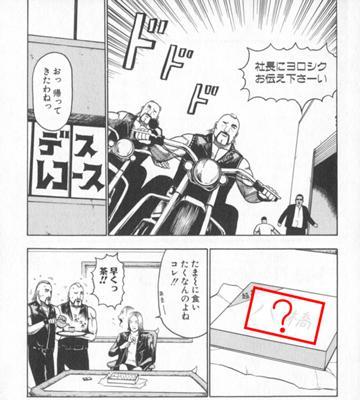 社長にヨロシク
お伝え下さーい
ドドド
おっ 帰って
きたわねっ
デス
レコース
たま〜に食い
たくなんのよね
コレ!!
早くっ
茶!!
?
橋